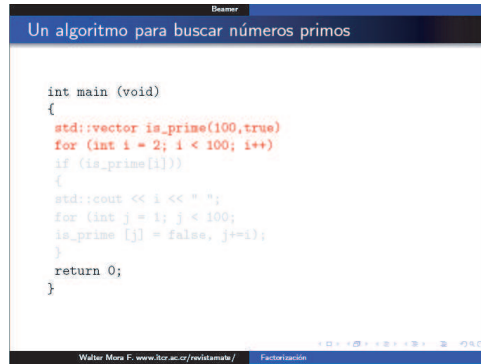 Beamer
Un algoritmo para buscar números primos
int main (void)
{
std::vector is_prime(100,true)
for (int i = 2; i < 100; i++)
if (is_prime[i]))
{
std::cout << i << " ";
for (int j = 1; j < 100;
is_prime [j] = false, j+=i);
}
return 0;
}
Walter Mora F. www.itcr.ac.cr/revistamate/ Factorización